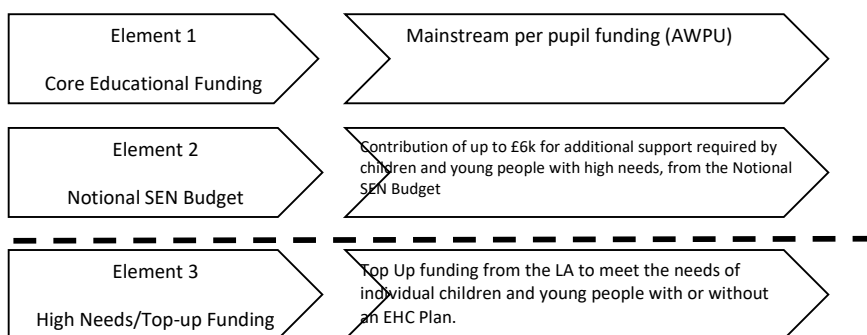 Element 1
Core Educational Funding
Mainstream per pupil funding (AWPU)
Element 2
Notional SEN Budget
Contribution of up to £6k for additional support required by
children and young people with high needs, from the Notional
SEN Budget
Element 3
High Needs/Top-up Funding
Top Up funding from the LA to meet the needs of
individual children and young people with or without
an EHC Plan.